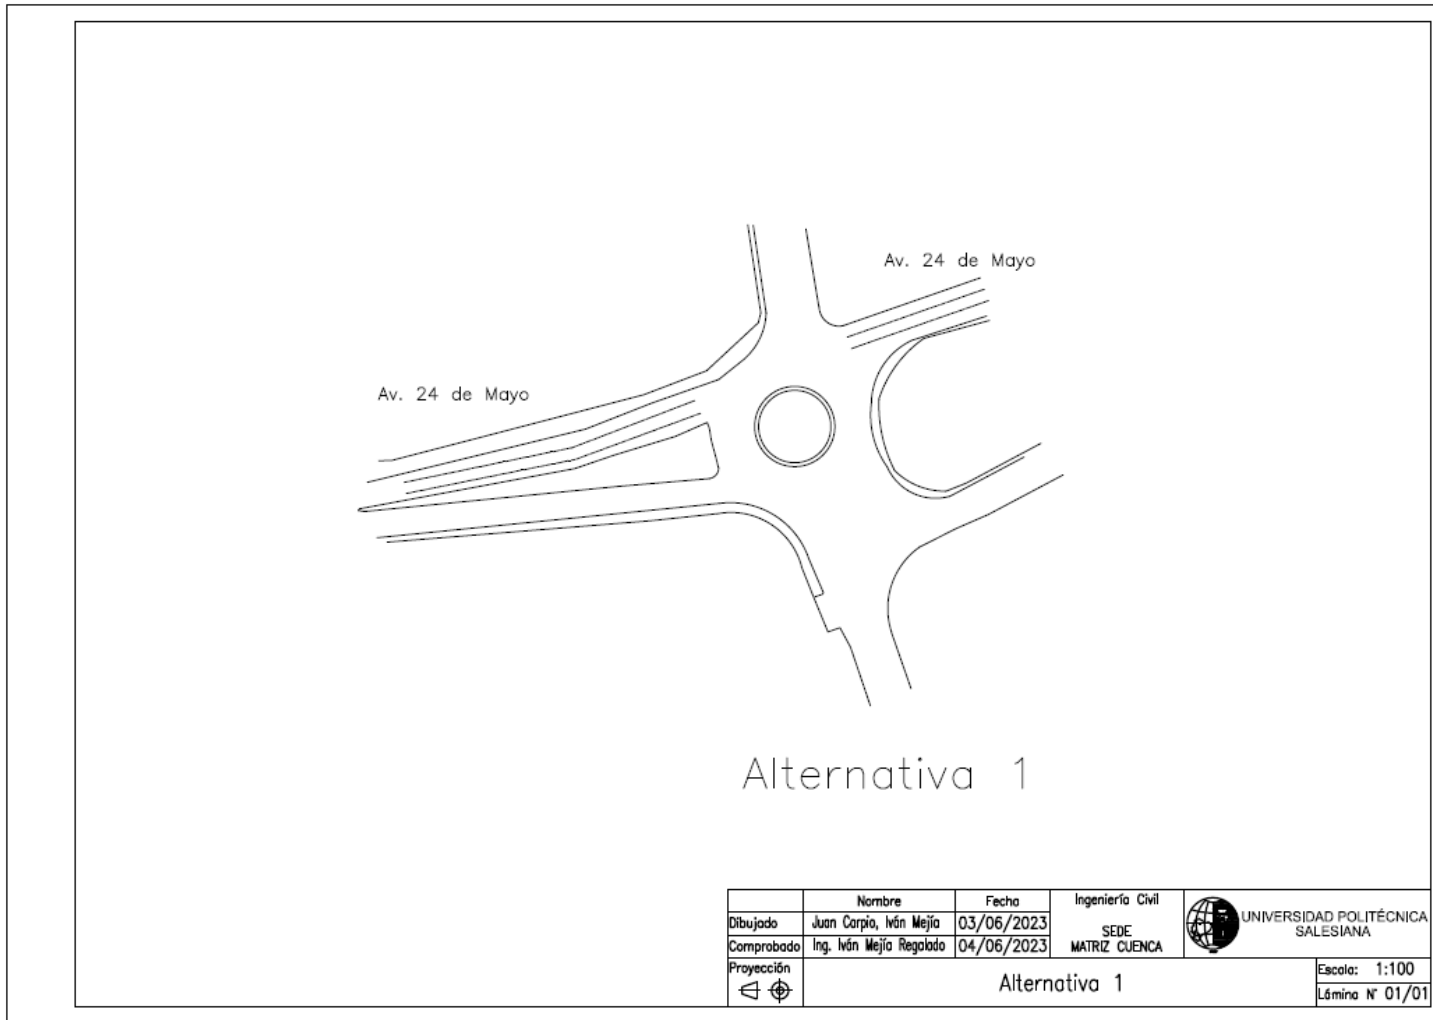 Av. 24 de Mayo
Av. 24 de Mayo
Alternativa 1
Nombre
Fecha
Ingeniería Civil
Dibujado
Juan Carpio, Iván Mejía
03/06/2023
SEDE
MATRIZ CUENCA
Comprobado
Ing. Iván Mejía Regalado
04/06/2023
UNIVERSIDAD POLITÉCNICA
SALESIANA
Proyección
Alternativa 1
Escala: 1:100
Lámina N° 01/01